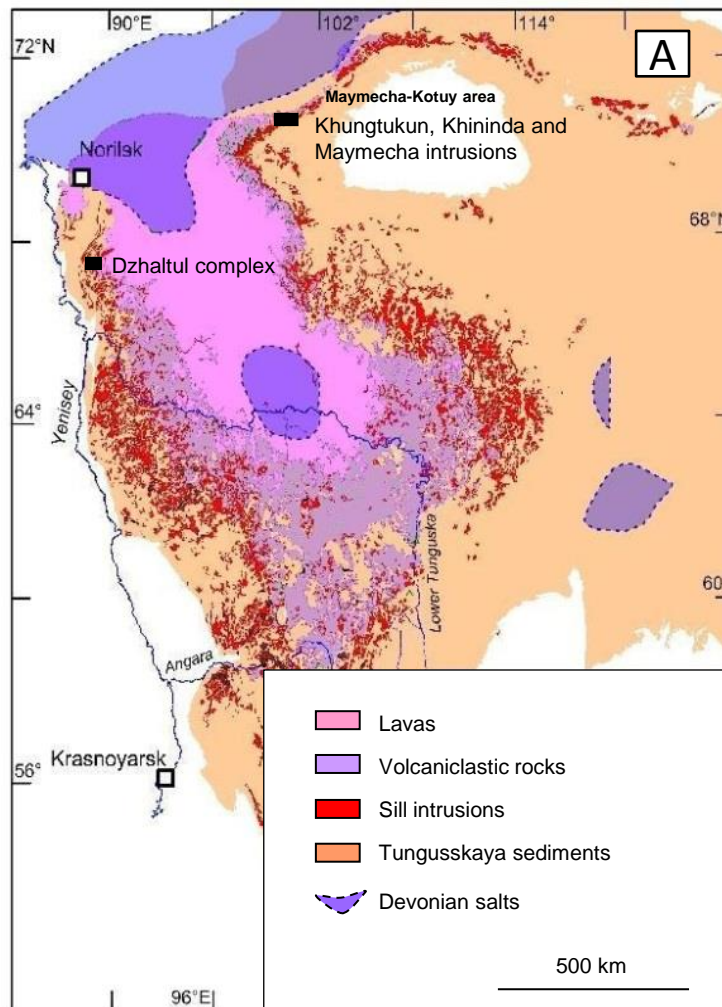 90°E
102°
114°
72°N
A
Maymecha-Kotuy area
Khungtukun, Khininda and
Maymecha intrusions
Norilsk
68°N
Dzhaltul complex
Yenisey
64°
Lower Tunguska
60°
Angara
Krasnoyarsk
56°
Lavas
Volcaniclastic rocks
Sill intrusions
Tungusskaya sediments
Devonian salts
500 km
96°E